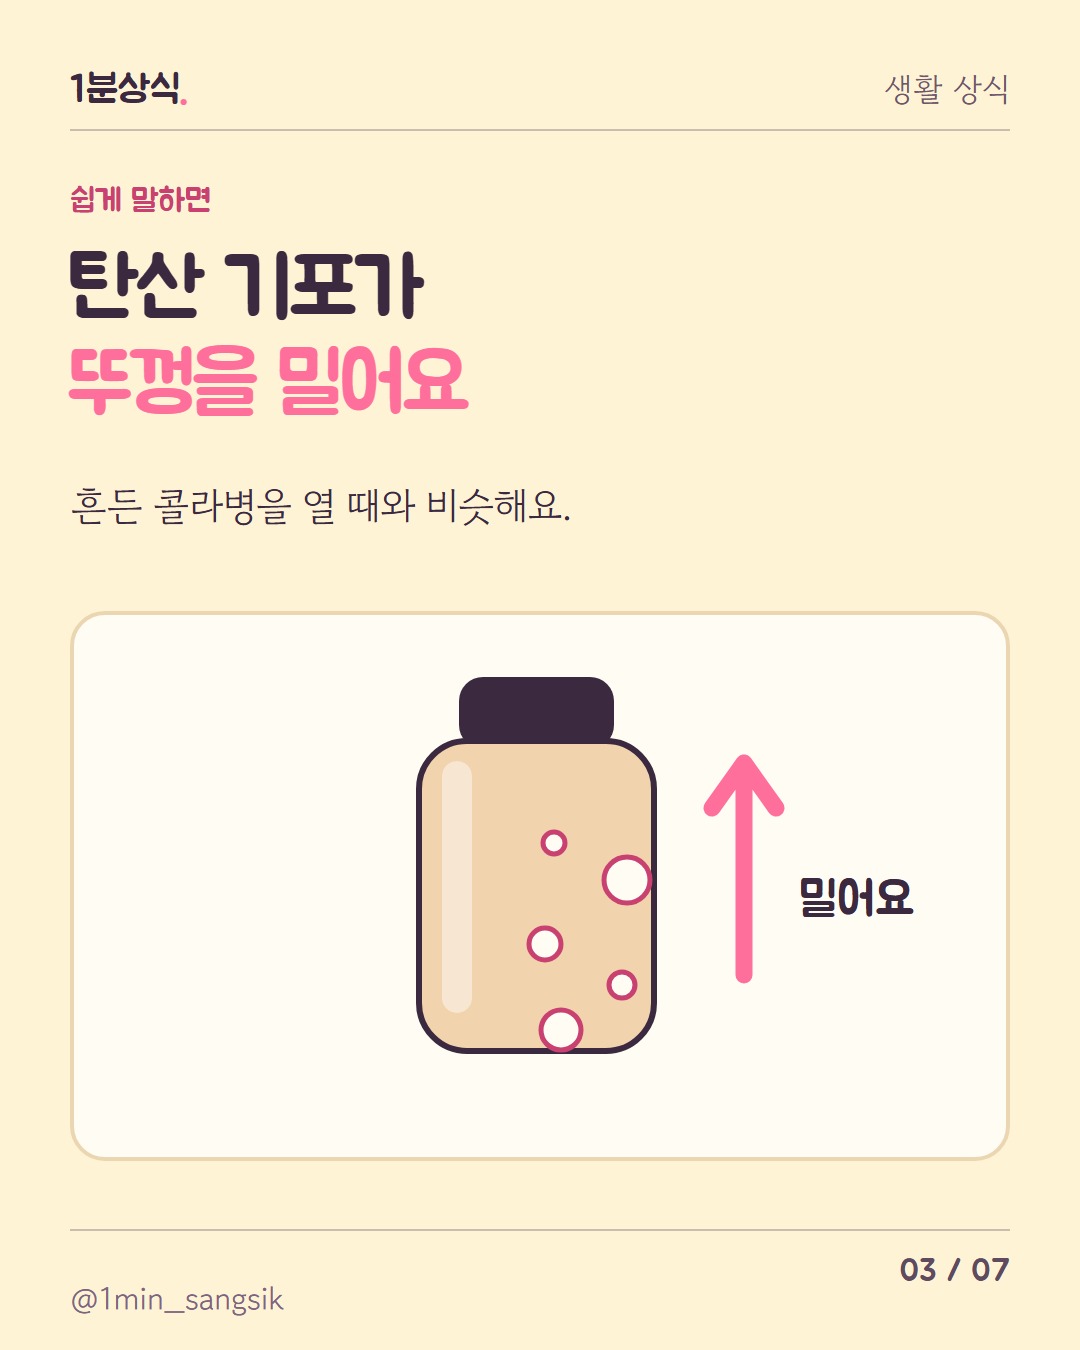 1분상식.
생활 상식
쉽게 말하면
탄산 기포가
뚜껑을 밀어요
흔든 콜라병을 열 때와 비슷해요.
밀어요
03 / 07
@1min_sangsik